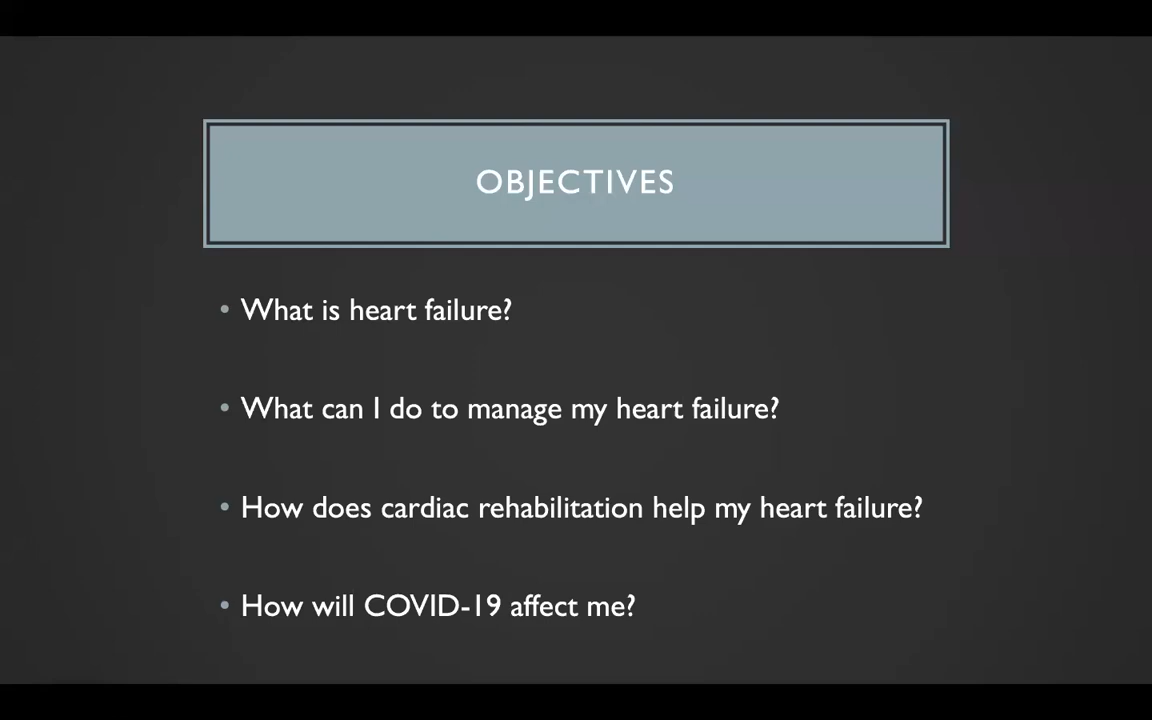 OBJECTIVES
• What is heart failure?
• What can I do to manage my heart failure?
• How does cardiac rehabilitation help my heart failure?
• How will COVID-19 affect me?